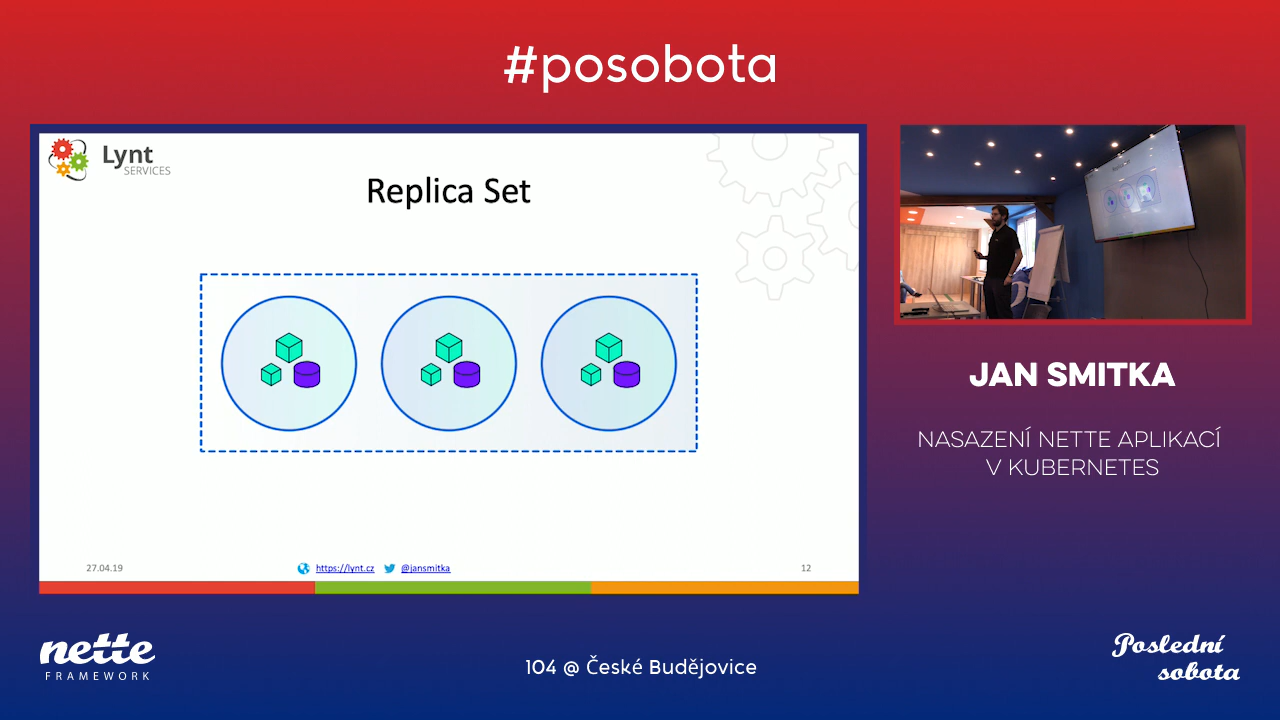 #posobota
Lynt
SERVICES
Replica Set
27.04.19
https://lynt.cz
@jansmitka
12
JAN SMITKA
NASAZENÍ NETTE APLIKACÍ
V KUBERNETES
nette
FRAMEWORK
104 @ České Budějovice
Poslední
sobota